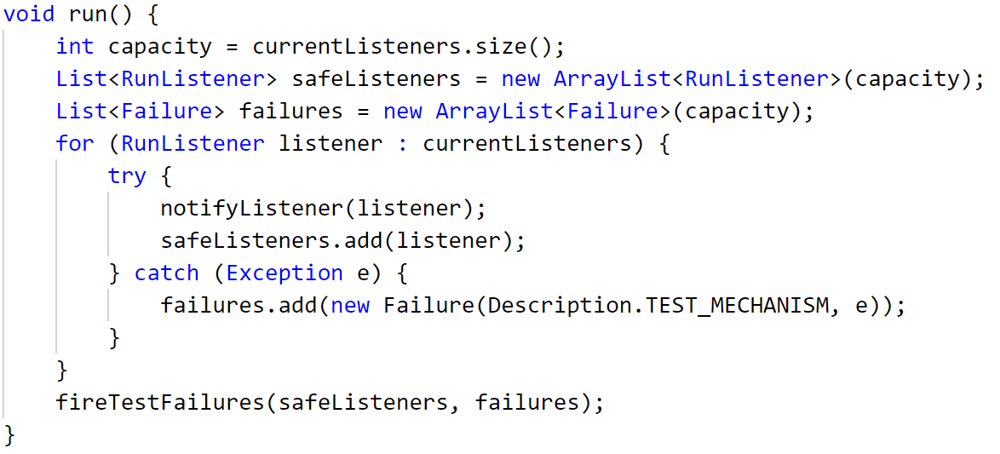 void run() {
    int capacity = currentListeners.size();
    List<RunListener> safeListeners = new ArrayList<RunListener>(capacity);
    List<Failure> failures = new ArrayList<Failure>(capacity);
    for (RunListener listener : currentListeners) {
        try {
            notifyListener(listener);
            safeListeners.add(listener);
        } catch (Exception e) {
            failures.add(new Failure(Description.TEST_MECHANISM, e));
        }
    }
    fireTestFailures(safeListeners, failures);
}